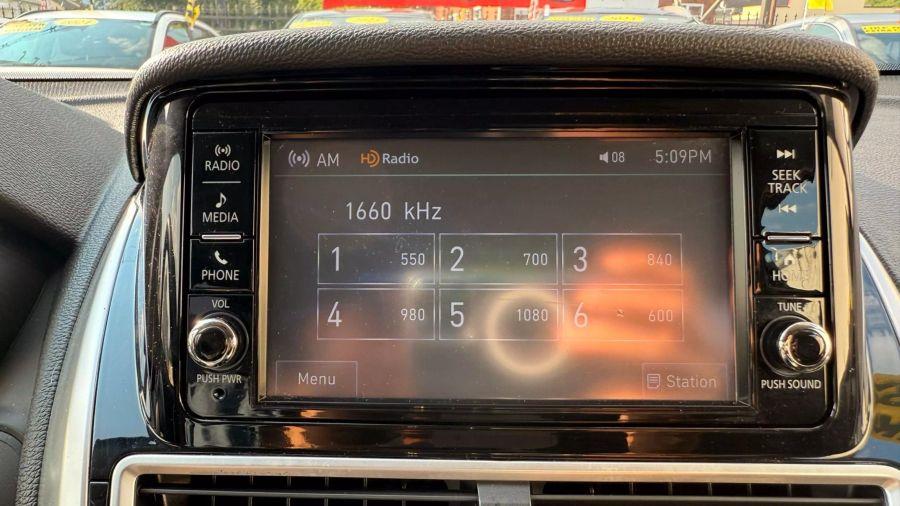 RADIO
MEDIA
PHONE
VOL
PUSH PWR
AM HD Radio 08 5:09PM
1660 kHz
1 550 2 700 3 840
4 980 5 1080 6 600
Menu Station
SEEK
TRACK
HOME
TUNE
PUSH SOUND